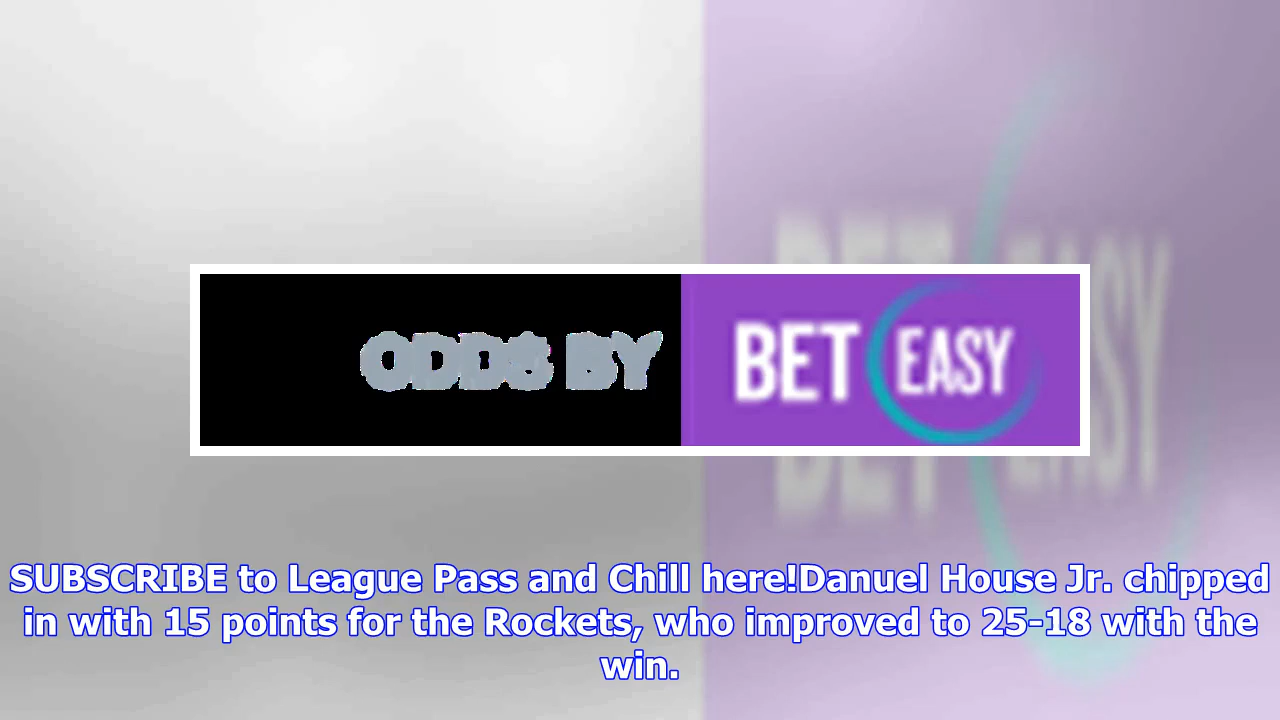 ODDS BY BET EASY
SUBSCRIBE to League Pass and Chill here!Danuel House Jr. chipped
in with 15 points for the Rockets, who improved to 25-18 with the
win.